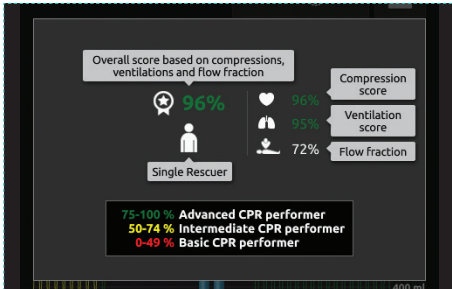 Overall score based on compressions,
ventilations and flow fraction
96%
Single Rescuer
96%
Compression
score
95%
Ventilation
score
72%
Flow fraction
75-100 % Advanced CPR performer
50-74 % Intermediate CPR performer
0-49 % Basic CPR performer
400 ml